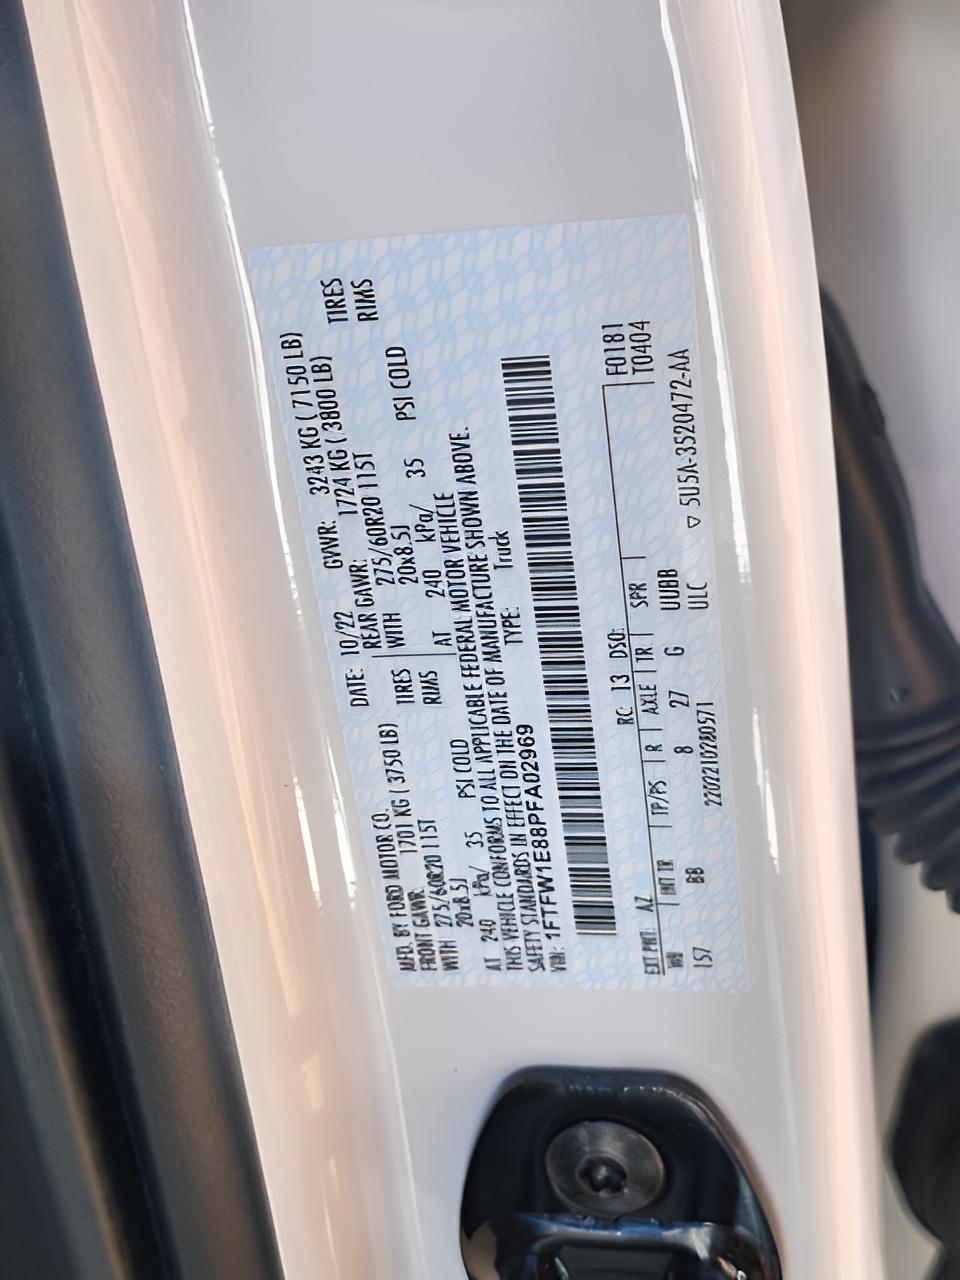 MFD. BY FORD MOTOR CO. DATE: 10/22 GVWR: 3243 KG ( 7150 LB)
FRONT GAWR: 1701 KG ( 3750 LB) REAR GAWR: 1724 KG ( 3800 LB)
WITH 275/60R20 115T TIRES WITH 275/60R20 115T TIRES
20x8.5J RIMS 20x8.5J RIMS
AT 240 kPa/ 35 PSI COLD AT 240 kPa/ 35 PSI COLD
THIS VEHICLE CONFORMS TO ALL APPLICABLE FEDERAL MOTOR VEHICLE
SAFETY STANDARDS IN EFFECT ON THE DATE OF MANUFACTURE SHOWN ABOVE.
VIN: 1FTFW1E88PFA02969 TYPE: Truck
EXT PNT: AZ RC: 13 DSO: F0181
WB INT TR TP/PS R AXLE TR SPR T0404
157 BB 8 27 G UUBB
2202210280571 ULC ▽ 5U5A-3520472-AA